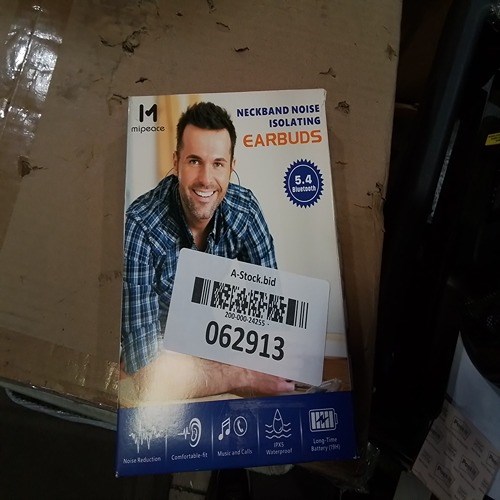 mipeace
NECKBAND NOISE
ISOLATING
EARBUDS
5.4
Bluetooth
A-Stock.bid
200-000-24255 -
062913
Noise Reduction
Comfortable-fit
Music and Calls
IPX5
Waterproof
Long-Time
Battery (19H)